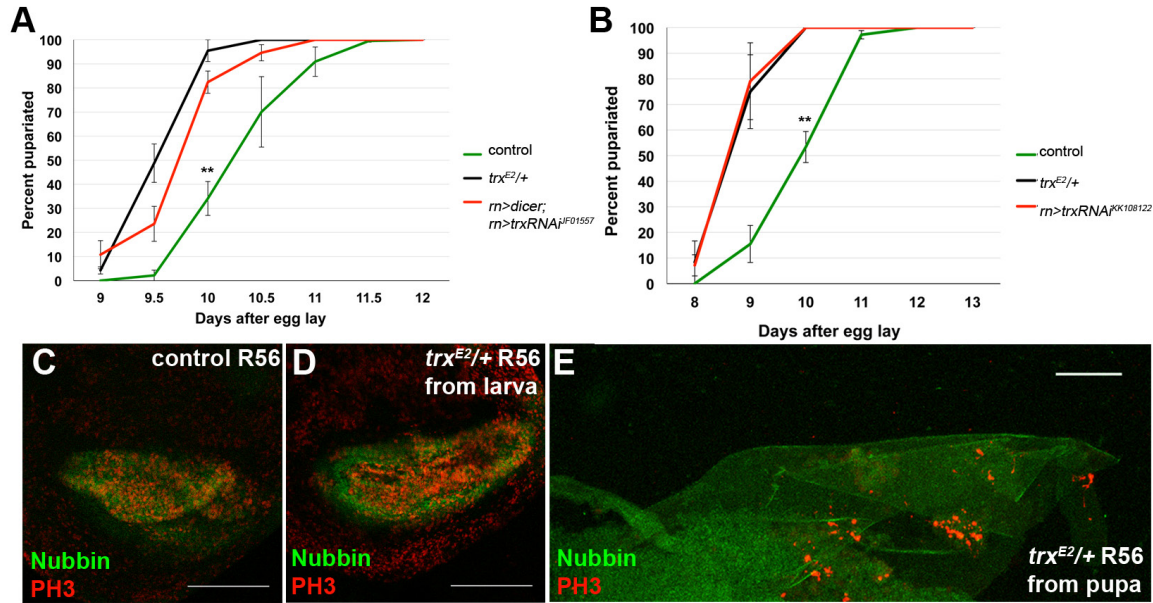 A
Percent pupariated
100
90
80
70
60
50
40
30
20
10
0
**
9 9.5 10 10.5 11 11.5 12
Days after egg lay
control
trxE2/+
rn>dicer;
rn>trxRNAiJF01557
B
Percent pupariated
100
90
80
70
60
50
40
30
20
10
0
**
8 9 10 11 12 13
Days after egg lay
control
trxE2/+
rn>trxRNAiKK108122
C
control R56
Nubbin
PH3
D
trxE2/+ R56
from larva
Nubbin
PH3
E
Nubbin
PH3
trxE2/+ R56
from pupa